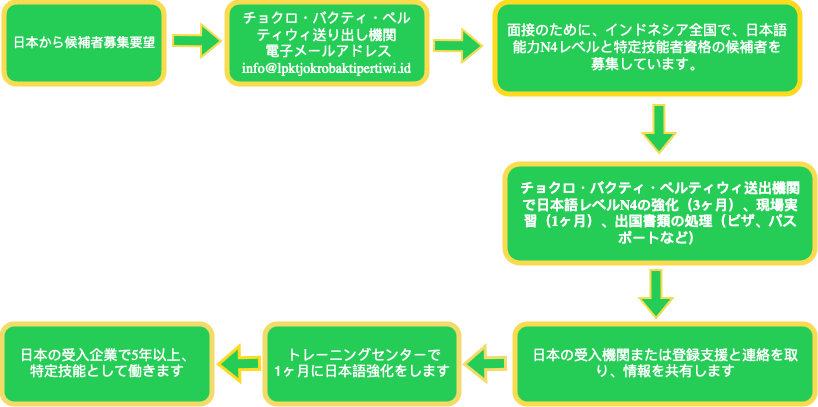 日本から候補者募集要望
チョクロ・バクティ・ペル
ティウィ送り出し機関
電子メールアドレス
info@lpktjokrobaktipertiwi.id
面接のために、インドネシア全国で、日本語
能力N4レベルと特定技能者資格の候補者を
募集しています。
チョクロ・バクティ・ペルティウィ送出機関
で日本語レベルN4の強化（3ヶ月）、現場実
習（1ヶ月）、出国書類の処理（ビザ、パス
ポートなど）
日本の受入機関または登録支援と連絡を取
り、情報を共有します
トレーニングセンターで
1ヶ月に日本語強化をします
日本の受入企業で5年以上、
特定技能として働きます